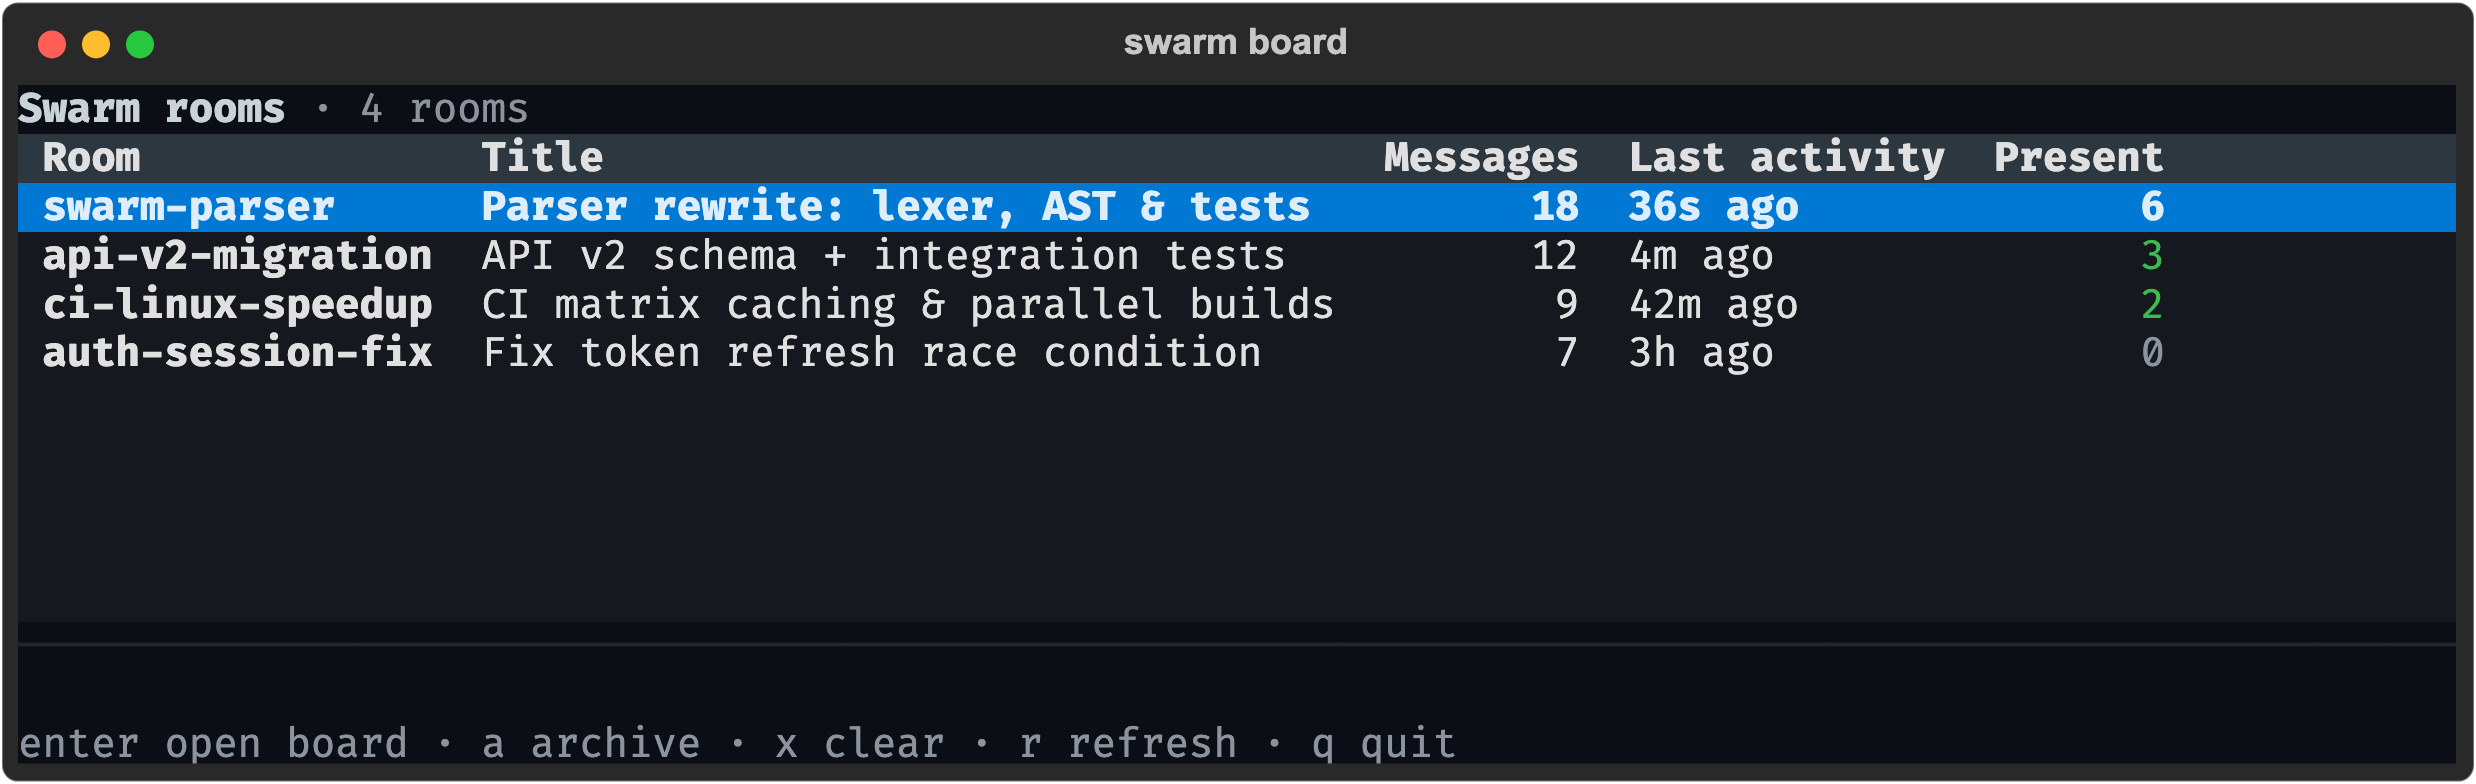 swarm board
Swarm rooms · 4 rooms
Room Title Messages Last activity Present
swarm-parser Parser rewrite: lexer, AST & tests 18 36s ago 6
api-v2-migration API v2 schema + integration tests 12 4m ago 3
ci-linux-speedup CI matrix caching & parallel builds 9 42m ago 2
auth-session-fix Fix token refresh race condition 7 3h ago 0
enter open board · a archive · x clear · r refresh · q quit